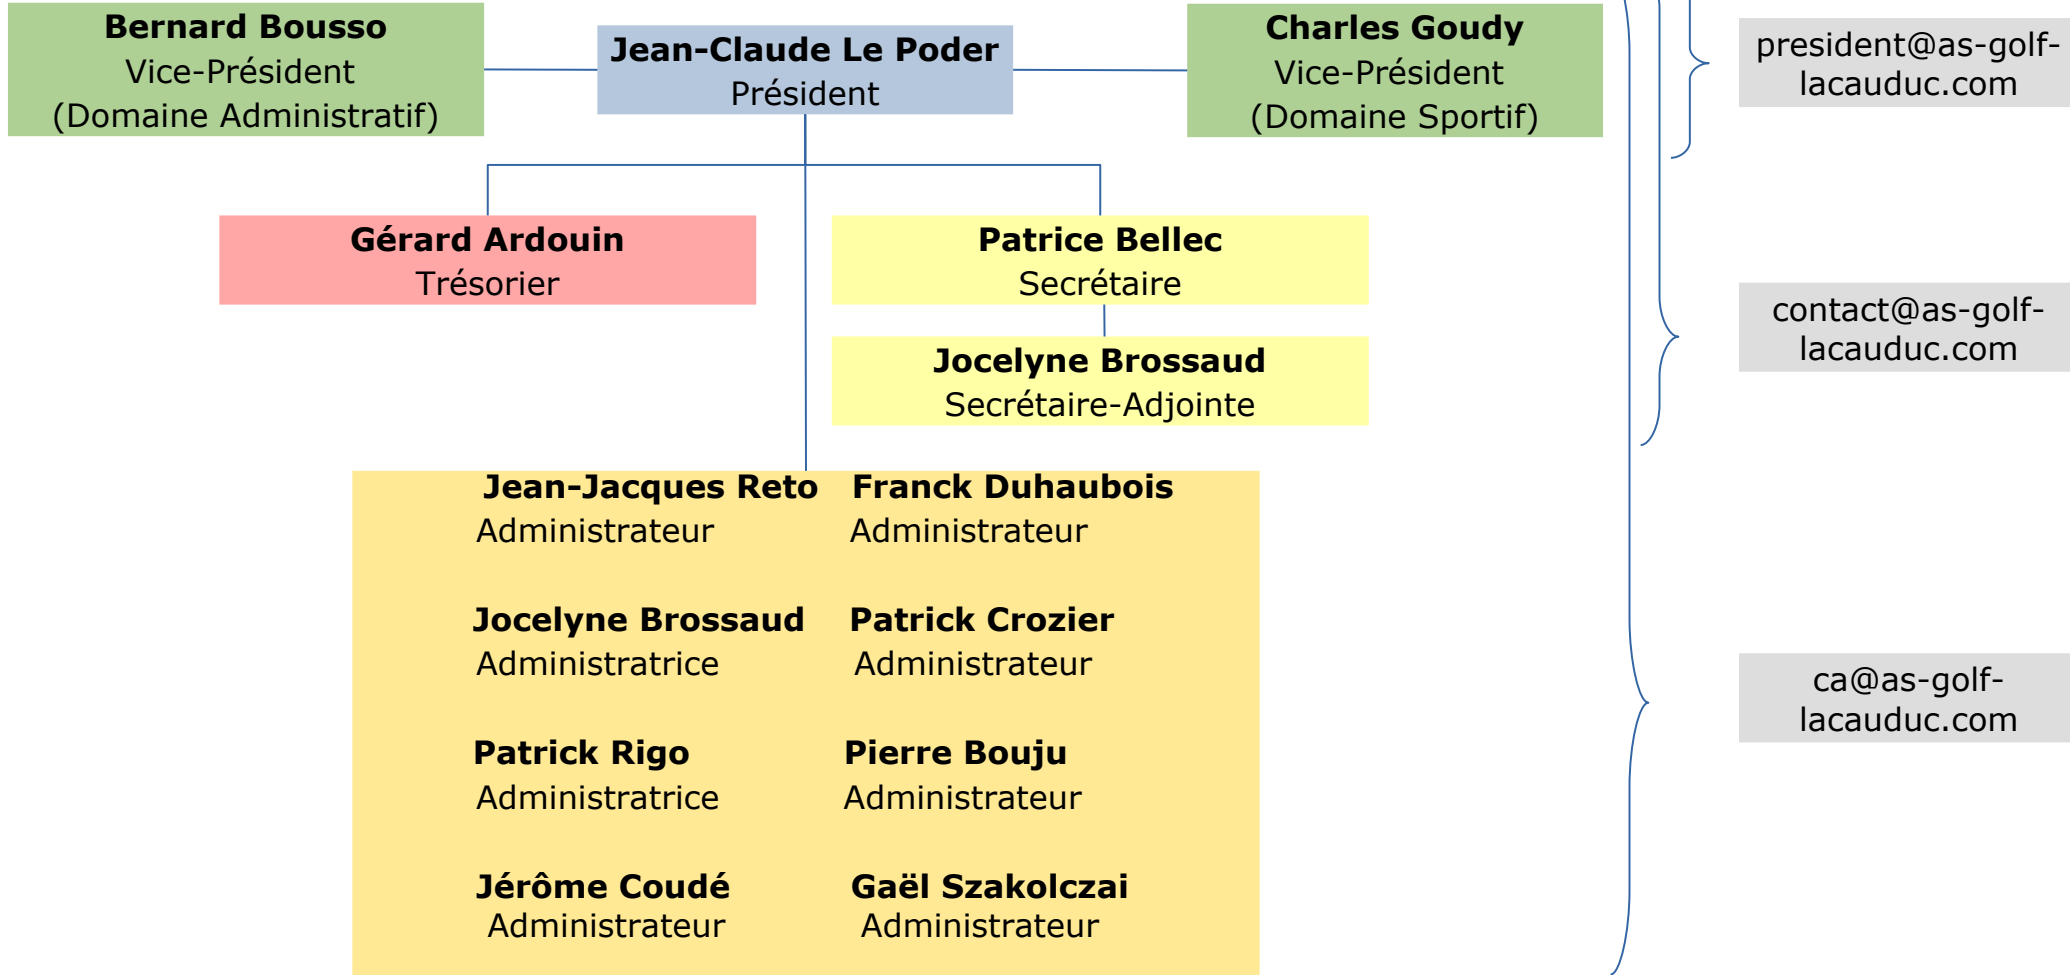 Bernard Bousso
Vice-Président
(Domaine Administratif)
Jean-Claude Le Poder
Président
Charles Goudy
Vice-Président
(Domaine Sportif)
president@as-golf-
lacauduc.com
Gérard Ardouin
Trésorier
Patrice Bellec
Secrétaire
Jocelyne Brossaud
Secrétaire-Adjointe
contact@as-golf-
lacauduc.com
Jean-Jacques Reto Franck Duhaubois
Administrateur Administrateur
Jocelyne Brossaud Patrick Crozier
Administratrice Administrateur
Patrick Rigo Pierre Bouju
Administratrice Administrateur
Jérôme Coudé Gaël Szakolczai
Administrateur Administrateur
ca@as-golf-
lacauduc.com